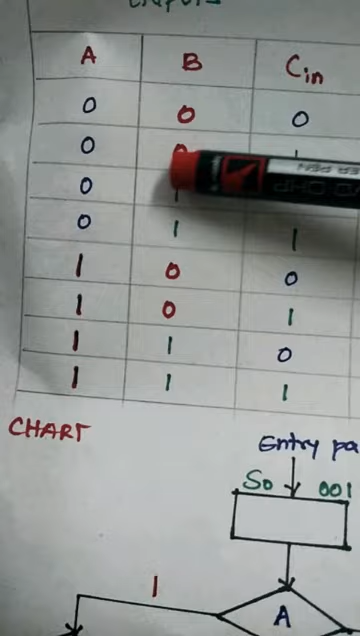 A B Cin
0 0 0
0
0
0 1 1
1 0 0
1 0 1
1 1 0
1 1 1
CHART
Entry pa
S0 001
1
A